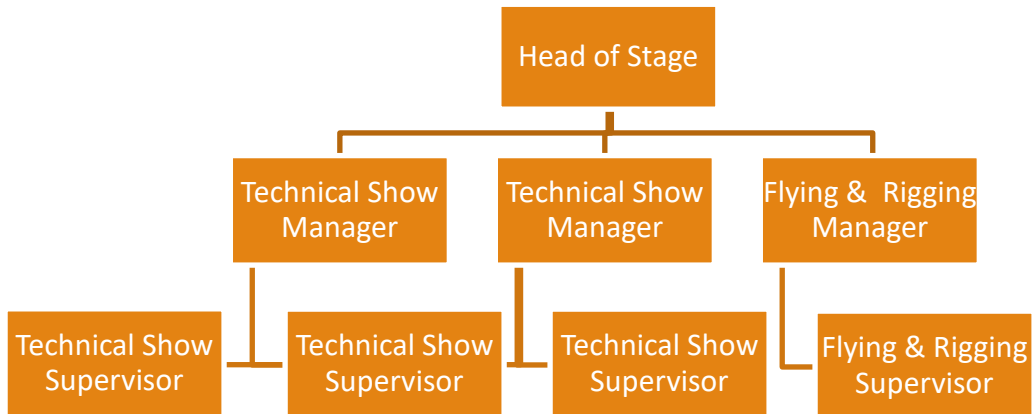 Head of Stage
Technical Show
Manager
Technical Show
Manager
Flying & Rigging
Manager
Technical Show
Supervisor
Technical Show
Supervisor
Technical Show
Supervisor
Flying & Rigging
Supervisor